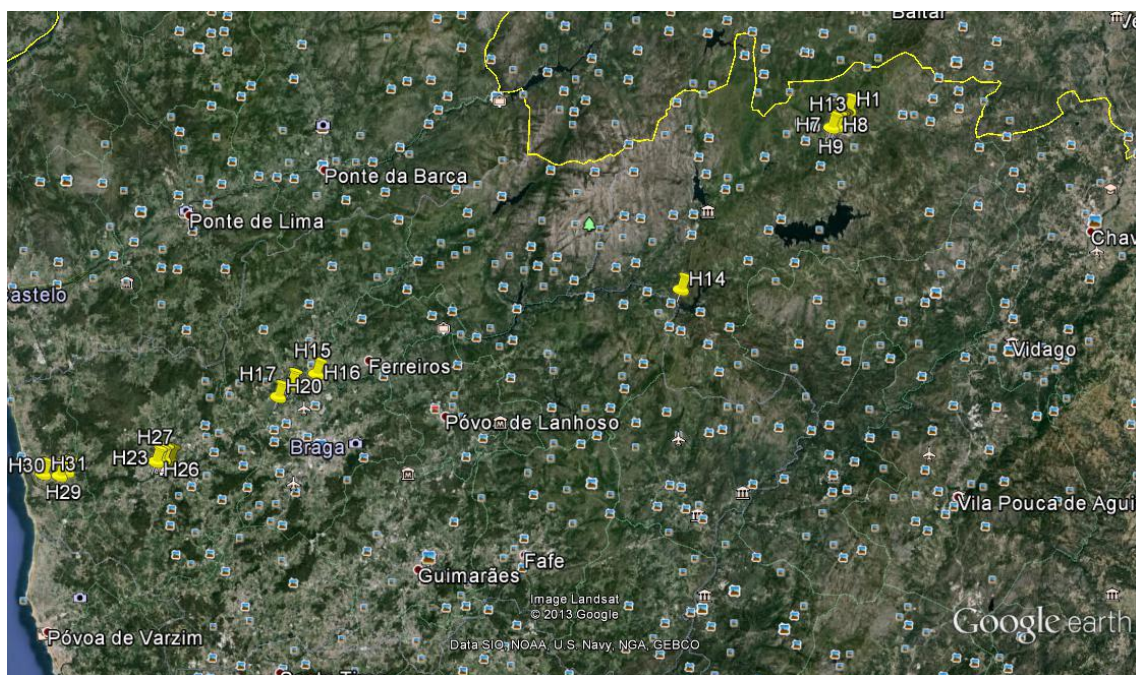 Baltar
H13
H1
H7
H8
H9
Ponte da Barca
Ponte de Lima
Chav
H14
castelo
Vidago
H15
H16
Ferreiros
H17
H20
Póvoa de Lanhoso
Braga
H27
H23
H26
H30
H31
H29
Vila Pouca de Agui
Guimarães
Fafe
Image Landsat
© 2013 Google
Google earth
Póvoa de Varzim
Data SIO, NOAA, U.S. Navy, NGA, GEBCO